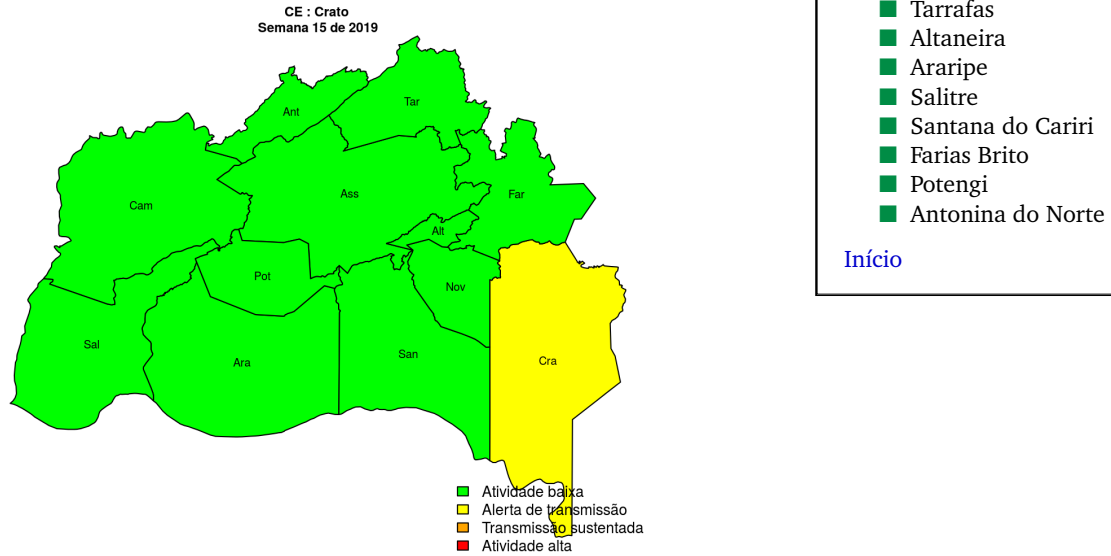 CE : Crato
Semana 15 de 2019
Ant
Tar
Cam
Ass
Far
Alt
Pot
Nov
Sal
Ara
San
Cra
Atividade baixa
Alerta de transmissão
Transmissão sustentada
Atividade alta
Tarrafas
Altaneira
Araripe
Salitre
Santana do Cariri
Farias Brito
Potengi
Antonina do Norte
Início